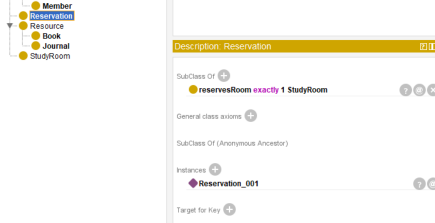 Member
Reservation
Resource
Book
Journal
StudyRoom
Description: Reservation
SubClass Of
reservesRoom exactly 1 StudyRoom
General class axioms
SubClass Of (Anonymous Ancestor)
Instances
Reservation_001
Target for Key